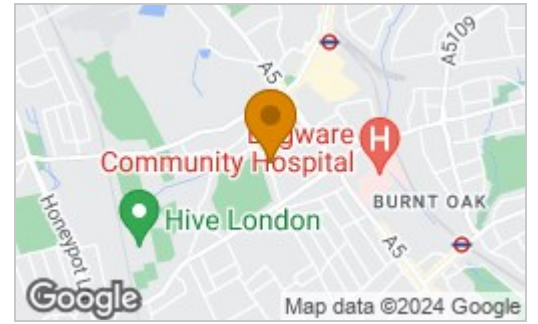 A5109
A5
Edgware
Community Hospital
H
BURNT OAK
Hive London
Honeypot L
A5
Google
Map data ©2024 Google